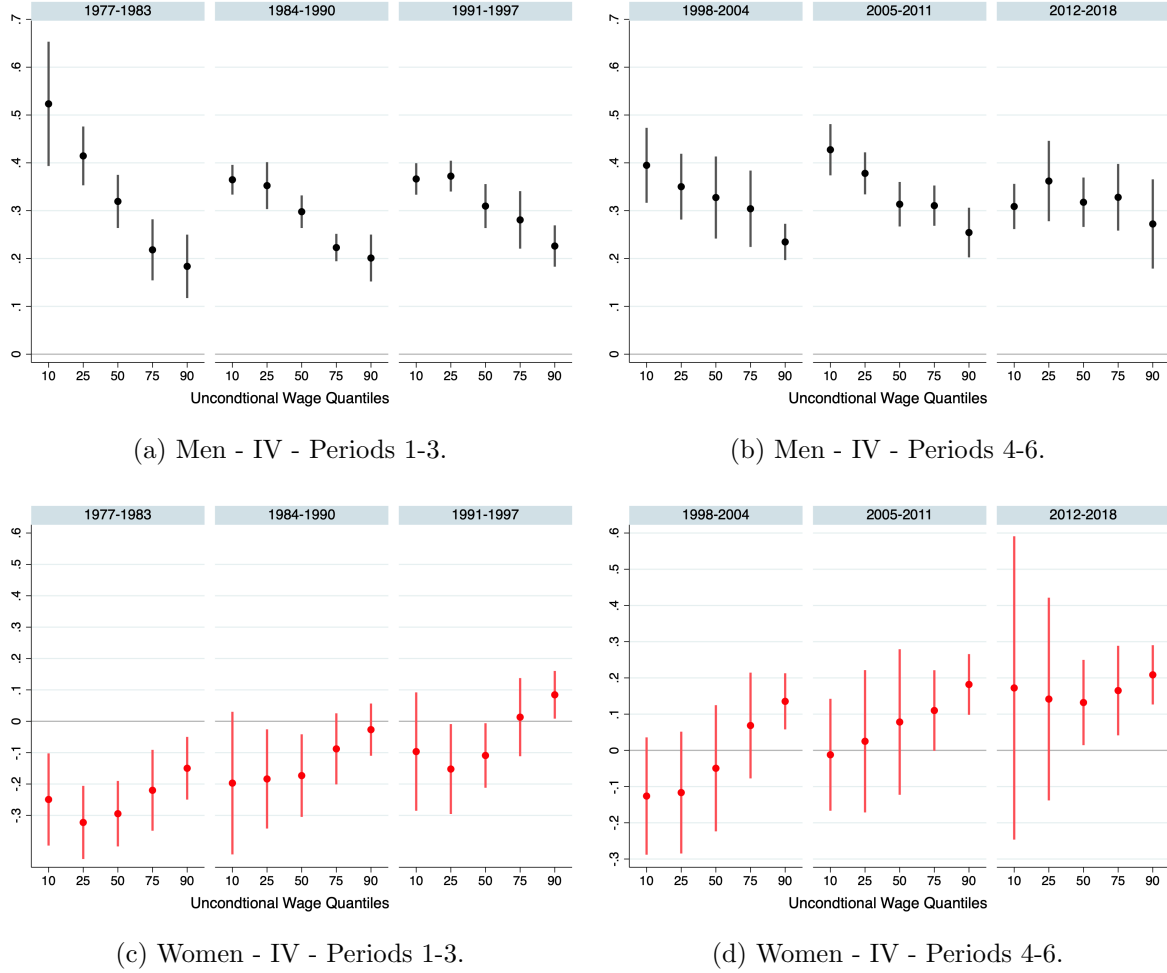 1977-1983 1984-1990 1991-1997
.7
.6
.5
.4
.3
.2
.1
0
10 25 50 75 90 10 25 50 75 90 10 25 50 75 90
Uncondtional Wage Quantiles
(a) Men - IV - Periods 1-3.
1998-2004 2005-2011 2012-2018
.7
.6
.5
.4
.3
.2
.1
0
10 25 50 75 90 10 25 50 75 90 10 25 50 75 90
Uncondtional Wage Quantiles
(b) Men - IV - Periods 4-6.
1977-1983 1984-1990 1991-1997
.6
.5
.4
.3
.2
.1
0
-.1
-.2
-.3
10 25 50 75 90 10 25 50 75 90 10 25 50 75 90
Uncondtional Wage Quantiles
(c) Women - IV - Periods 1-3.
1998-2004 2005-2011 2012-2018
.6
.5
.4
.3
.2
.1
0
-.1
-.2
-.3
10 25 50 75 90 10 25 50 75 90 10 25 50 75 90
Uncondtional Wage Quantiles
(d) Women - IV - Periods 4-6.